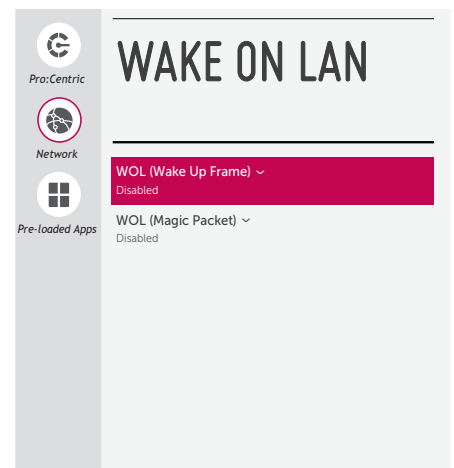 Pro:Centric
Network
Pre-loaded Apps
WAKE ON LAN
WOL (Wake Up Frame)
Disabled
WOL (Magic Packet)
Disabled